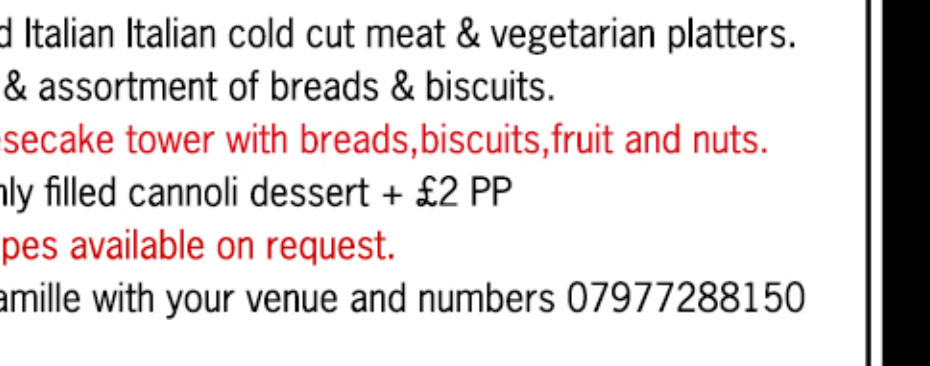 Italian Italian cold cut meat & vegetarian platters.
& assortment of breads & biscuits.
secake tower with breads,biscuits,fruit and nuts.
filled cannoli dessert + £2 PP
pes available on request.
amille with your venue and numbers 07977288150